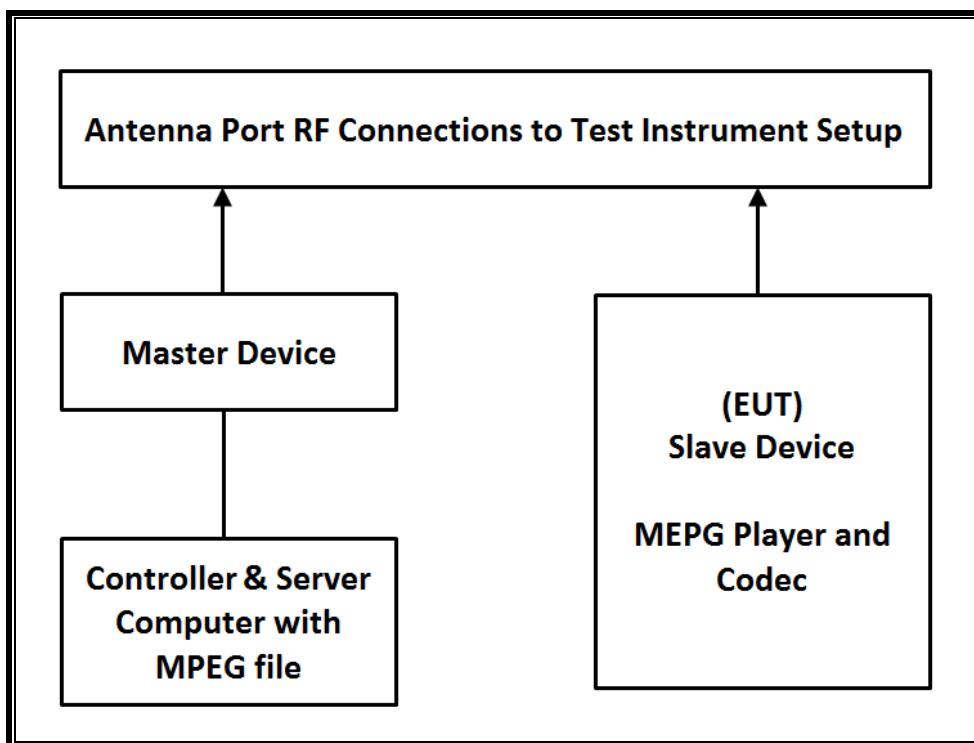 Antenna Port RF Connections to Test Instrument Setup
Master Device
(EUT)
Slave Device
MEPG Player and
Codec
Controller & Server
Computer with
MPEG file